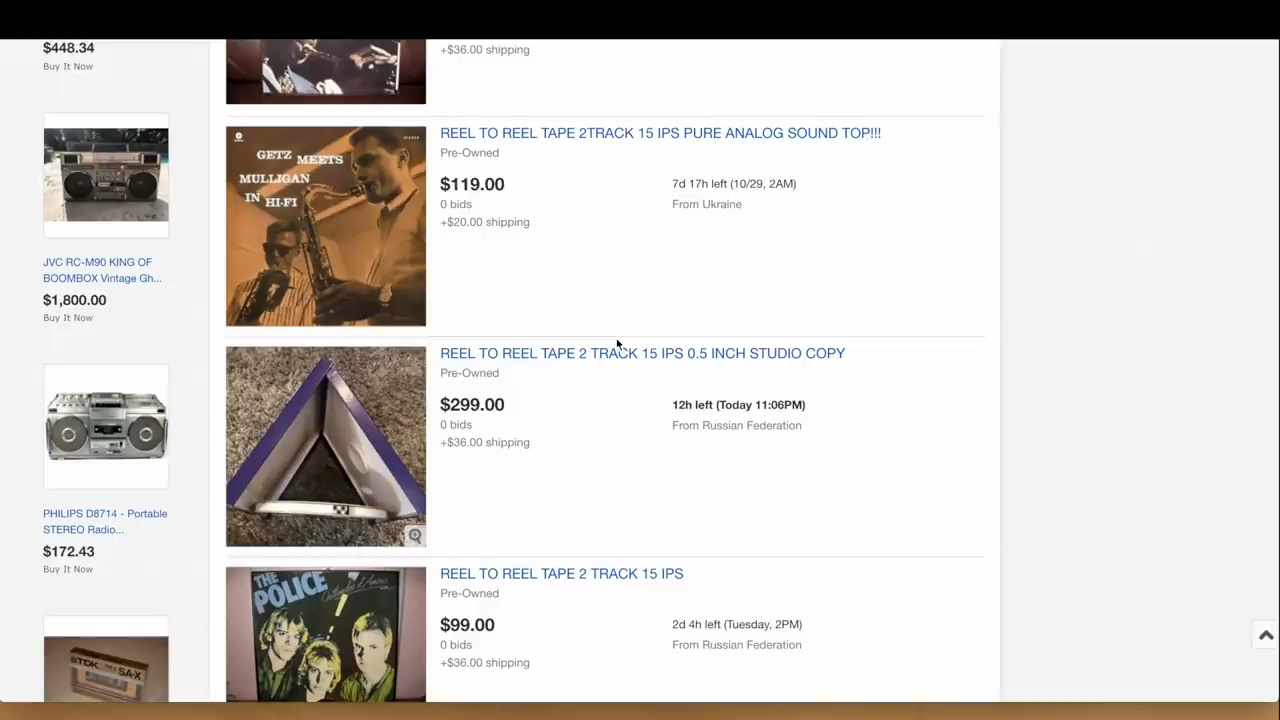 $448.34
Buy It Now
JVC RC-M90 KING OF
BOOMBOX Vintage Gh...
$1,800.00
Buy It Now
PHILIPS D8714 - Portable
STEREO Radio...
$172.43
Buy It Now
TDK
SA-X
+$36.00 shipping
GETZ MEETS
MULLIGAN
IN HI-FI
STEREO
REEL TO REEL TAPE 2TRACK 15 IPS PURE ANALOG SOUND TOP!!!
Pre-Owned
$119.00
7d 17h left (10/29, 2AM)
0 bids
From Ukraine
+$20.00 shipping
REEL TO REEL TAPE 2 TRACK 15 IPS 0.5 INCH STUDIO COPY
Pre-Owned
$299.00
12h left (Today 11:06PM)
0 bids
From Russian Federation
+$36.00 shipping
THE
POLICE
Outlandos d'Amour
REEL TO REEL TAPE 2 TRACK 15 IPS
Pre-Owned
$99.00
2d 4h left (Tuesday, 2PM)
0 bids
From Russian Federation
+$36.00 shipping